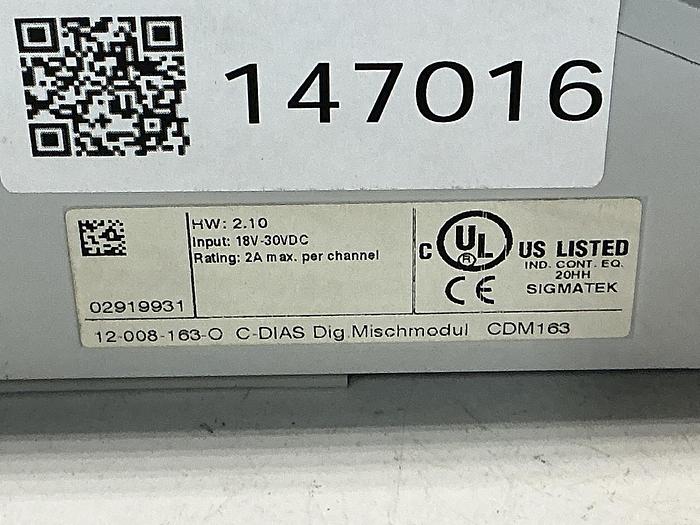 147016
HW: 2.10
Input: 18V-30VDC
Rating: 2A max. per channel
02919931
C UL ® US LISTED
IND. CONT. EQ.
20HH
CE SIGMATEK
12-008-163-O C-DIAS Dig.Mischmodul CDM163